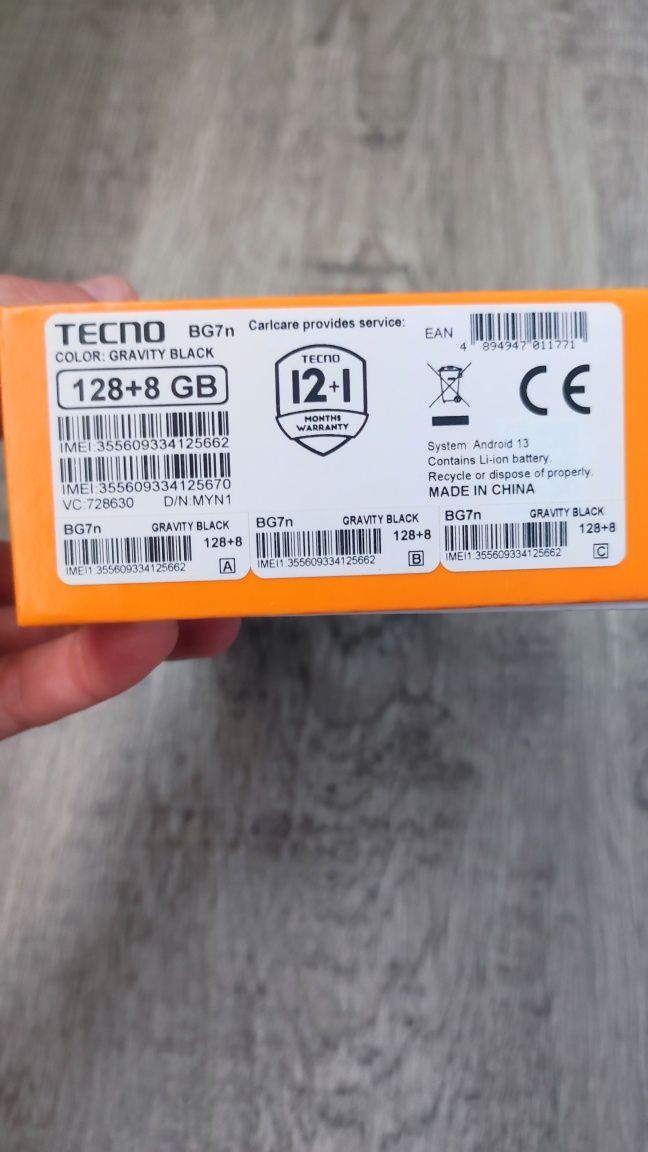 TECNO BG7n
COLOR: GRAVITY BLACK
128+8 GB
IMEI:355609334125662
IMEI:355609334125670
VC:728630 D/N:MYN1
Carlcare provides service:
TECNO
12+1
MONTHS
WARRANTY
EAN
4 894947 011771
CE
System: Android 13
Contains Li-ion battery.
Recycle or dispose of properly.
MADE IN CHINA
BG7n GRAVITY BLACK
128+8
IMEI1:355609334125662
A
BG7n GRAVITY BLACK
128+8
IMEI1:355609334125662
B
BG7n GRAVITY BLACK
128+8
IMEI1:355609334125662
C